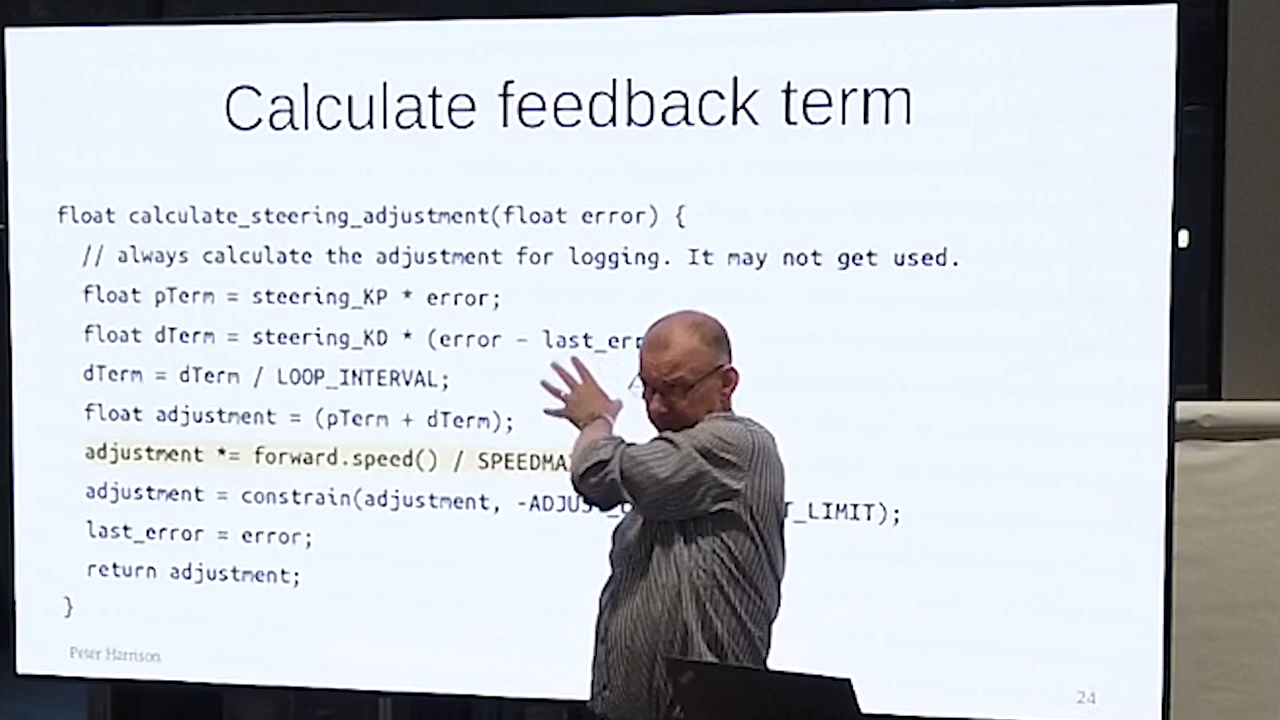 Calculate feedback term
float calculate_steering_adjustment(float error) {
// always calculate the adjustment for logging. It may not get used.
float pTerm = steering_KP * error;
float dTerm = steering_KD * (error - last_err
dTerm = dTerm / LOOP_INTERVAL;
float adjustment = (pTerm + dTerm);
adjustment *= forward.speed() / SPEEDMA
adjustment = constrain(adjustment, -ADJUS T_LIMIT);
last_error = error;
return adjustment;
}
Peter Harrison
24